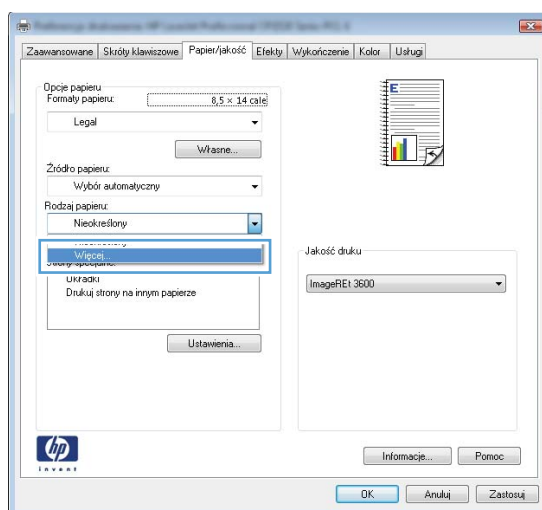 Zaawansowane Skróty klawiszowe Papier/jakość Efekty Wykończenie Kolor Usługi
Opcje papieru
Formaty papieru: 8,5 × 14 cale
Legal
Własne...
Źródło papieru:
Wybór automatyczny
Rodzaj papieru:
Nieokreślony
Więcej...
Okładki
Drukuj strony na innym papierze
Ustawienia...
E
Jakość druku
ImageREt 3600
hp
invent
Informacje... Pomoc
OK Anuluj Zastosuj